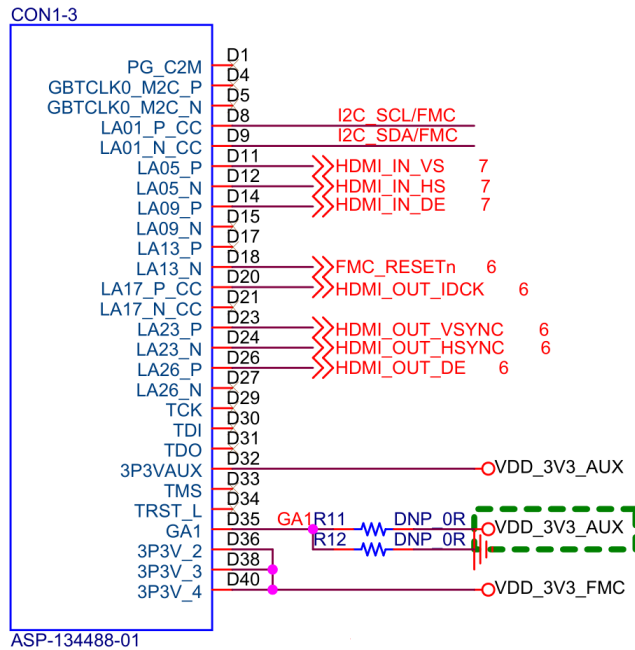 CON1-3
PG_C2M D1
GBTCLK0_M2C_P D4
GBTCLK0_M2C_N D5
LA01_P_CC D8 I2C_SCL/FMC
LA01_N_CC D9 I2C_SDA/FMC
LA05_P D11 HDMI_IN_VS 7
LA05_N D12 HDMI_IN_HS 7
LA09_P D14 HDMI_IN_DE 7
LA09_N D15
LA13_P D17
LA13_N D18 FMC_RESETn 6
LA17_P_CC D20 HDMI_OUT_IDCK 6
LA17_N_CC D21
LA23_P D23 HDMI_OUT_VSYNC 6
LA23_N D24 HDMI_OUT_HSYNC 6
LA26_P D26 HDMI_OUT_DE 6
LA26_N D27
TCK D29
TDI D30
TDO D31
3P3VAUX D32 VDD_3V3_AUX
TMS D33
TRST_L D34
GA1 D35 GA1 R11 DNP_0R VDD_3V3_AUX
3P3V_2 D36 R12 DNP_0R
3P3V_3 D38
3P3V_4 D40 VDD_3V3_FMC
ASP-134488-01